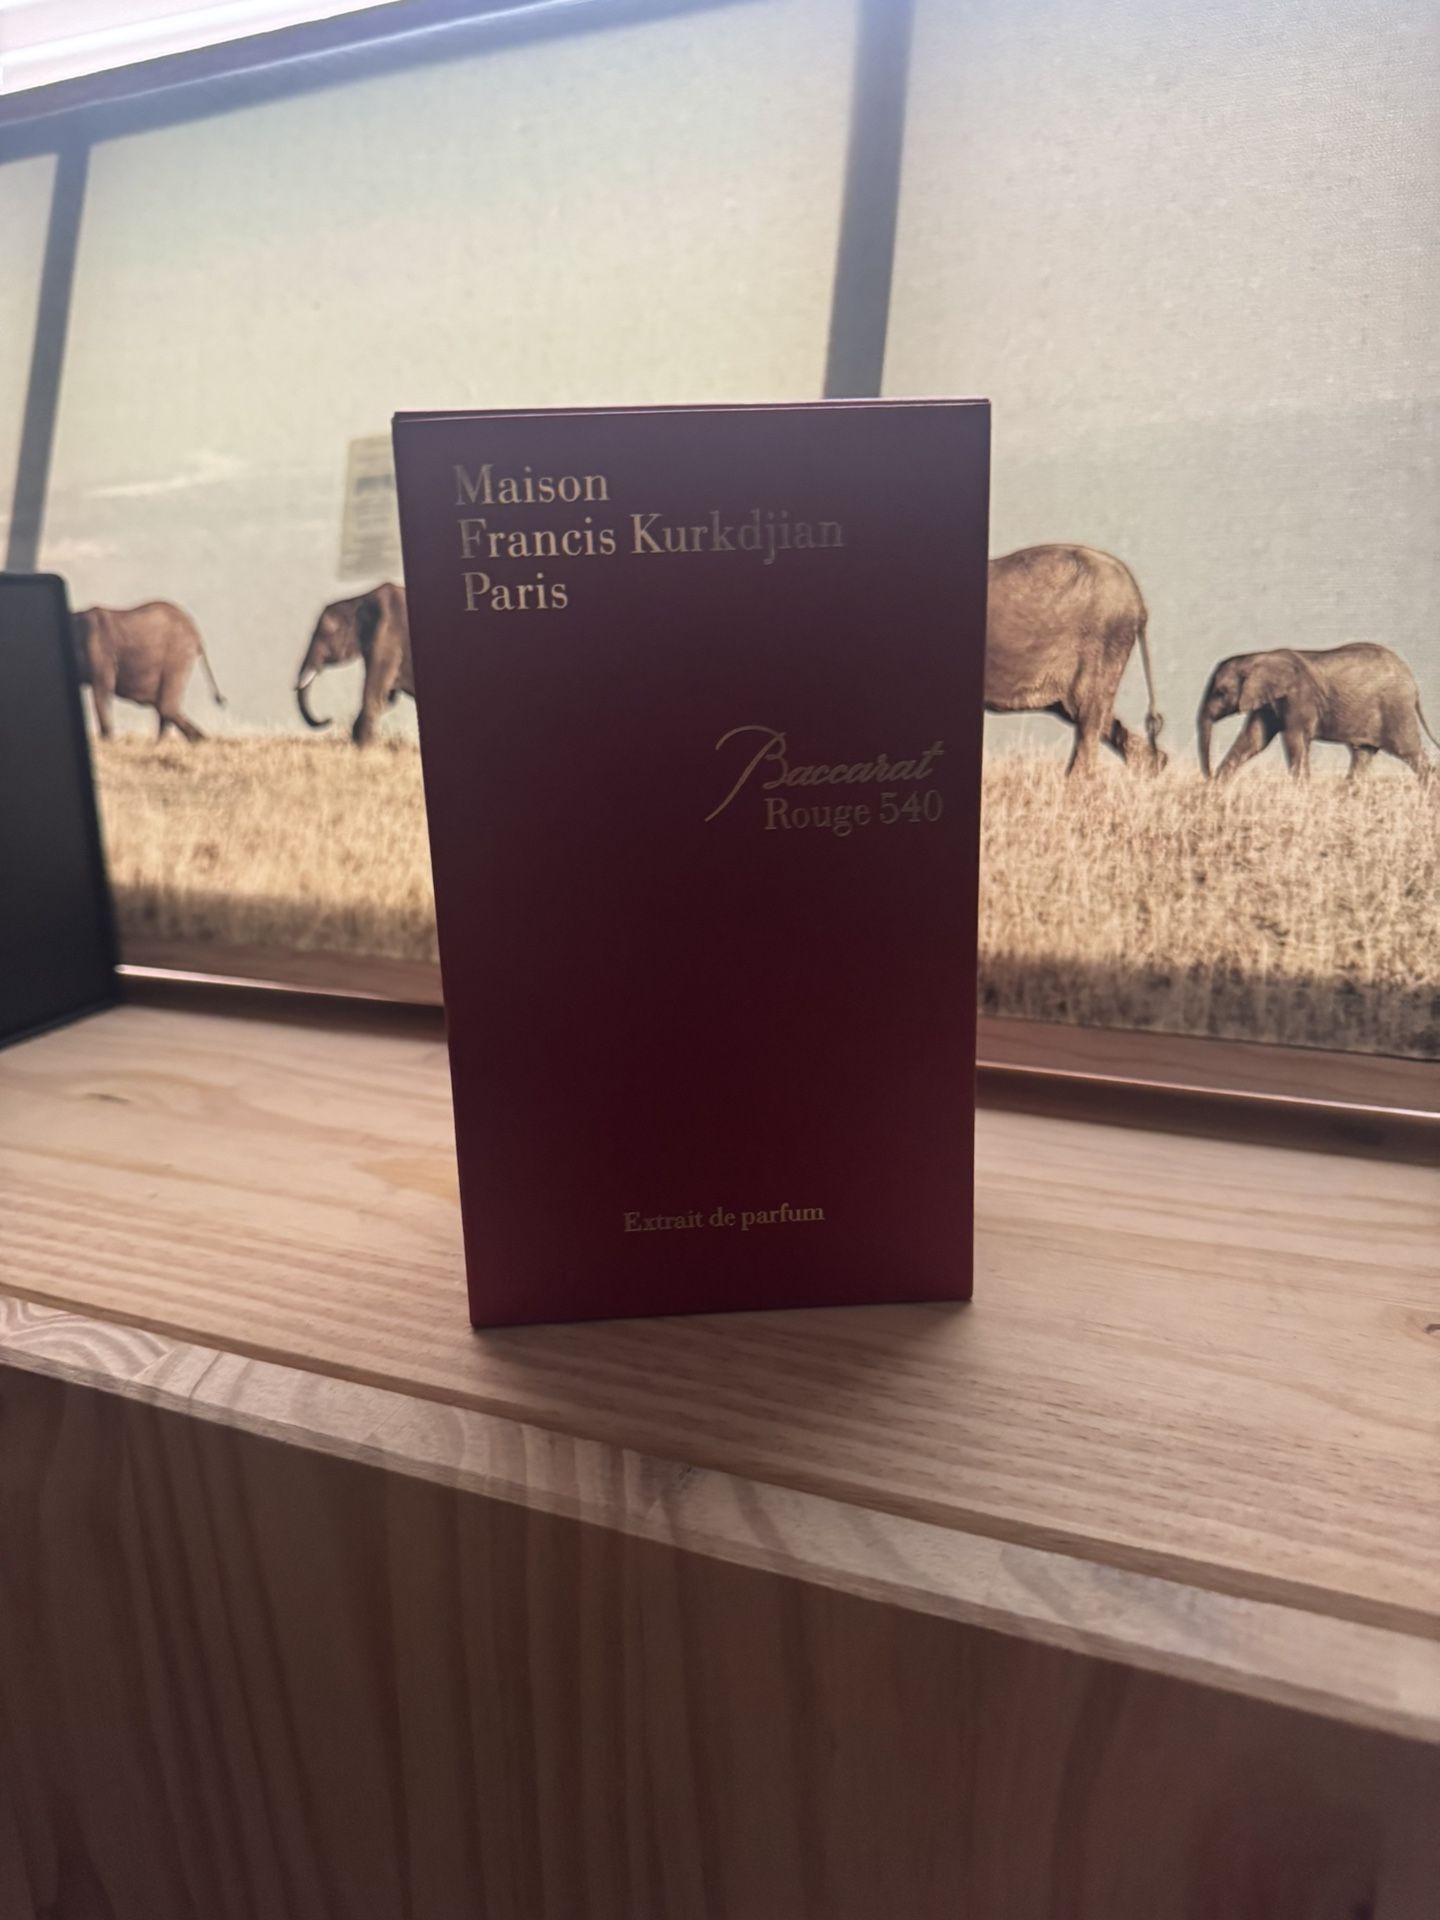 Maison
Francis Kurkdjian
Paris
Baccarat
Rouge 540
Extrait de parfum